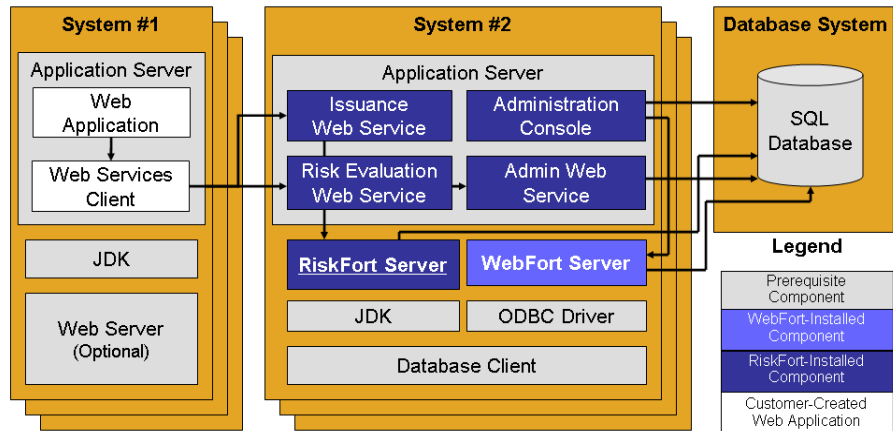 System #1
Application Server
Web
Application
Web Services
Client
JDK
Web Server
(Optional)
System #2
Application Server
Issuance
Web Service
Administration
Console
Risk Evaluation
Web Service
Admin Web
Service
RiskFort Server
WebFort Server
JDK
ODBC Driver
Database Client
Database System
SQL
Database
Legend
Prerequisite
Component
WebFort-Installed
Component
RiskFort-Installed
Component
Customer-Created
Web Application